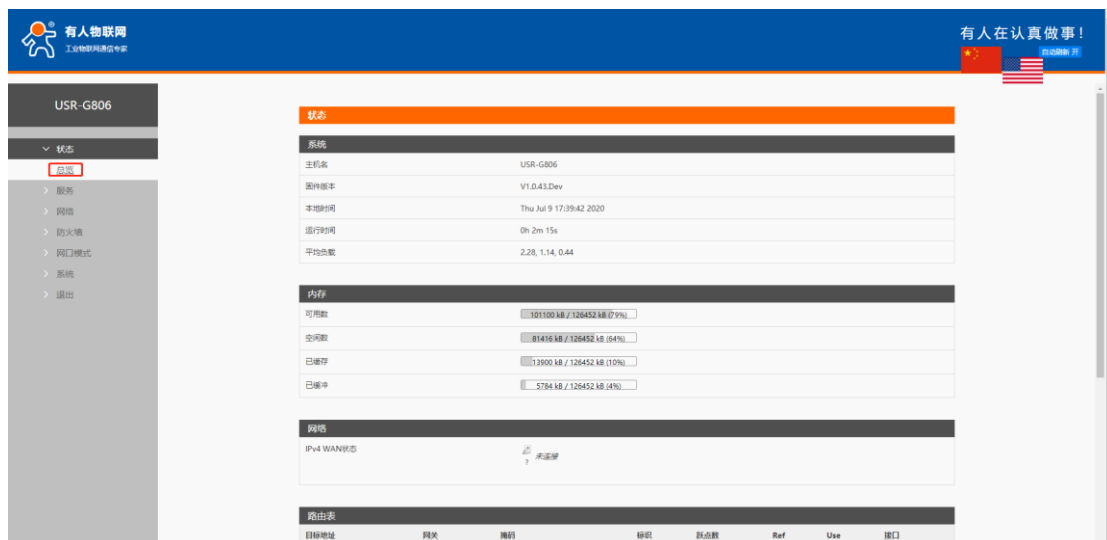 有人物联网
工业物联网通信专家
有人在认真做事!
自动刷新 开
USR-G806
状态
总览
服务
网络
防火墙
网口模式
系统
退出
状态
系统
主机名 USR-G806
固件版本 V1.0.43.Dev
本地时间 Thu Jul 9 17:39:42 2020
运行时间 0h 2m 15s
平均负载 2.28, 1.14, 0.44
内存
可用数 101100 kB / 126452 kB (79%)
空闲数 81416 kB / 126452 kB (64%)
已缓存 13900 kB / 126452 kB (10%)
已缓冲 5784 kB / 126452 kB (4%)
网络
IPv4 WAN状态 ? 未连接
路由表
目标地址 网关 掩码 标识 跃点数 Ref Use 接口